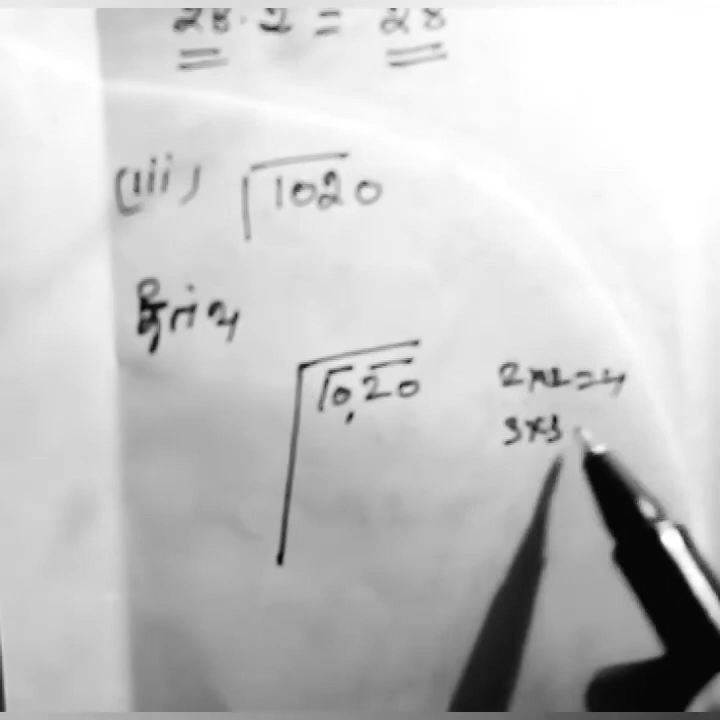 28.2 = 28
(iii) √1020
தீர்வு
10,20
2×2=4
3×3